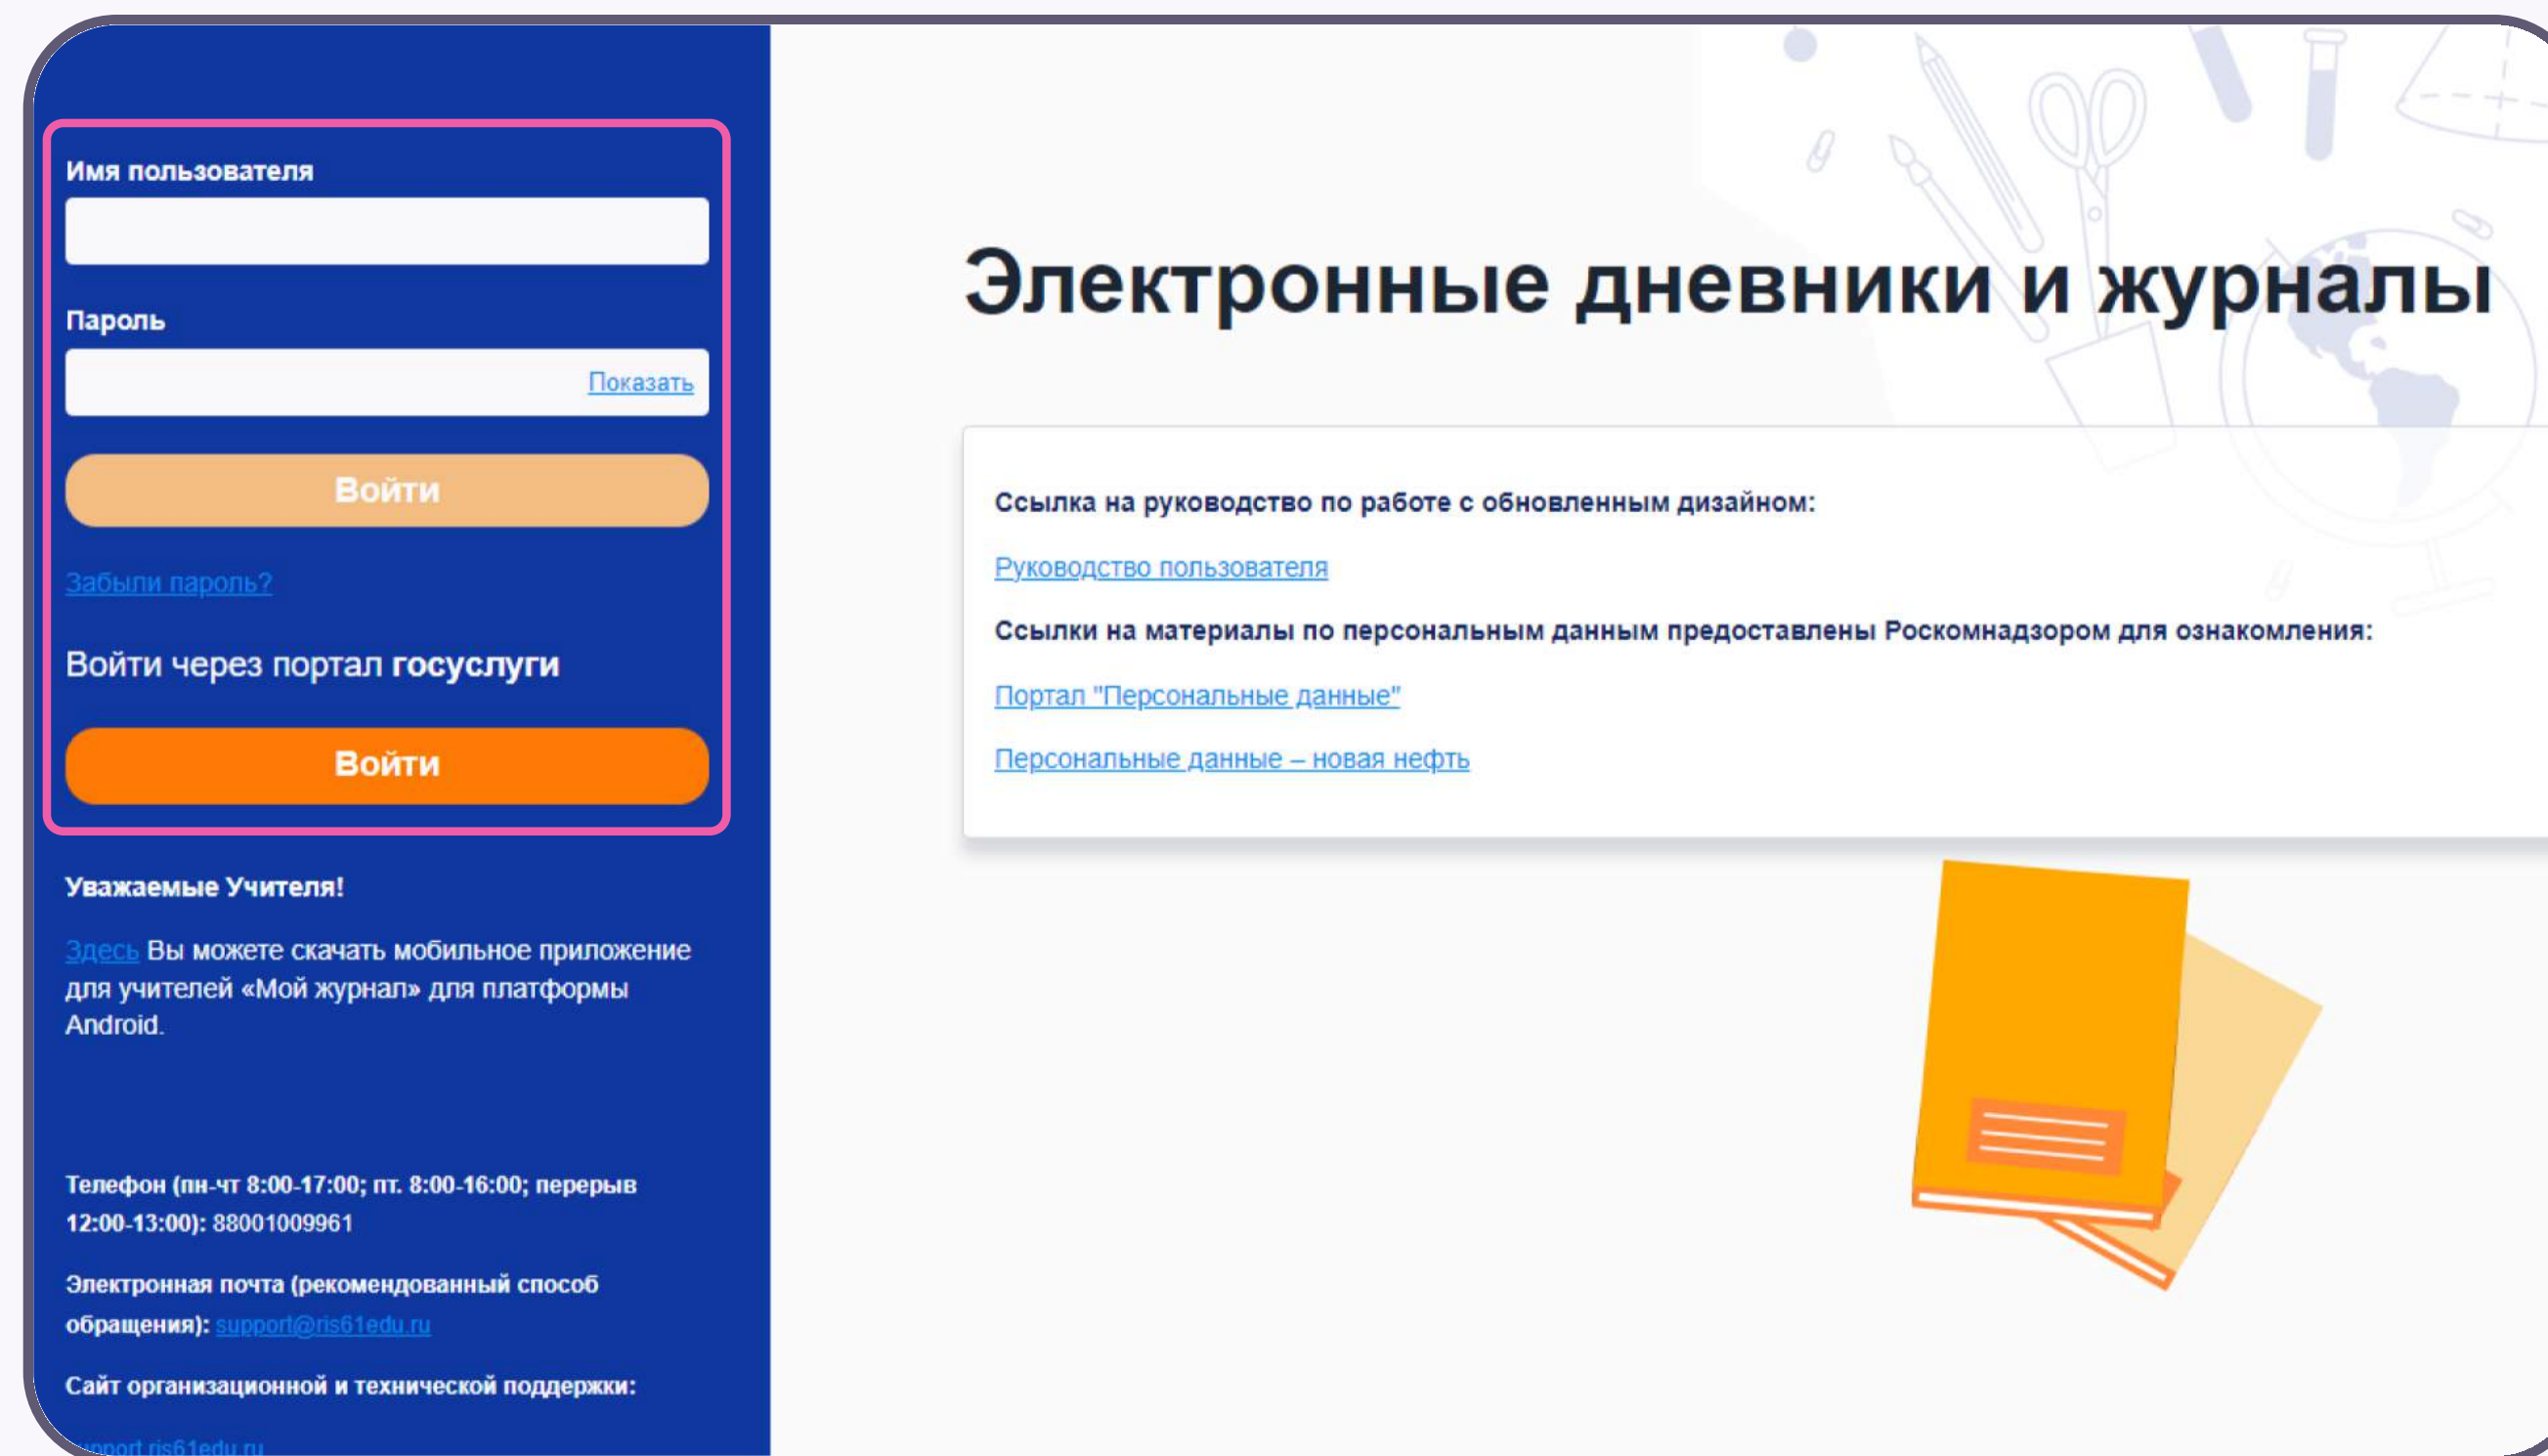 Имя пользователя
Пароль
Показать
Войти
Забыли пароль?
Войти через портал госуслуги
Войти
Уважаемые Учителя!
Здесь Вы можете скачать мобильное приложение
для учителей «Мой журнал» для платформы
Android.
Телефон (пн-чт 8:00-17:00; пт. 8:00-16:00; перерыв
12:00-13:00): 88001009961
Электронная почта (рекомендованный способ
обращения): support@ris61edu.ru
Сайт организационной и технической поддержки:
support.ris61edu.ru
Электронные дневники и журналы
Ссылка на руководство по работе с обновленным дизайном:
Руководство пользователя
Ссылки на материалы по персональным данным предоставлены Роскомнадзором для ознакомления:
Портал "Персональные данные"
Персональные данные – новая нефть